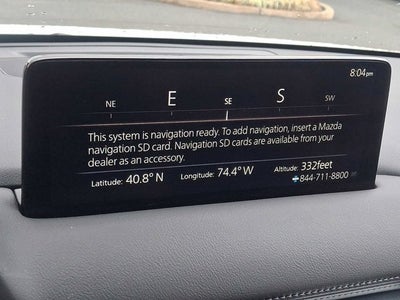 8:04pm
NE E SE S SW
This system is navigation ready. To add navigation, insert a Mazda
navigation SD card. Navigation SD cards are available from your
dealer as an accessory.
Latitude: 40.8°N Longitude: 74.4°W Altitude: 332feet
844-711-8800